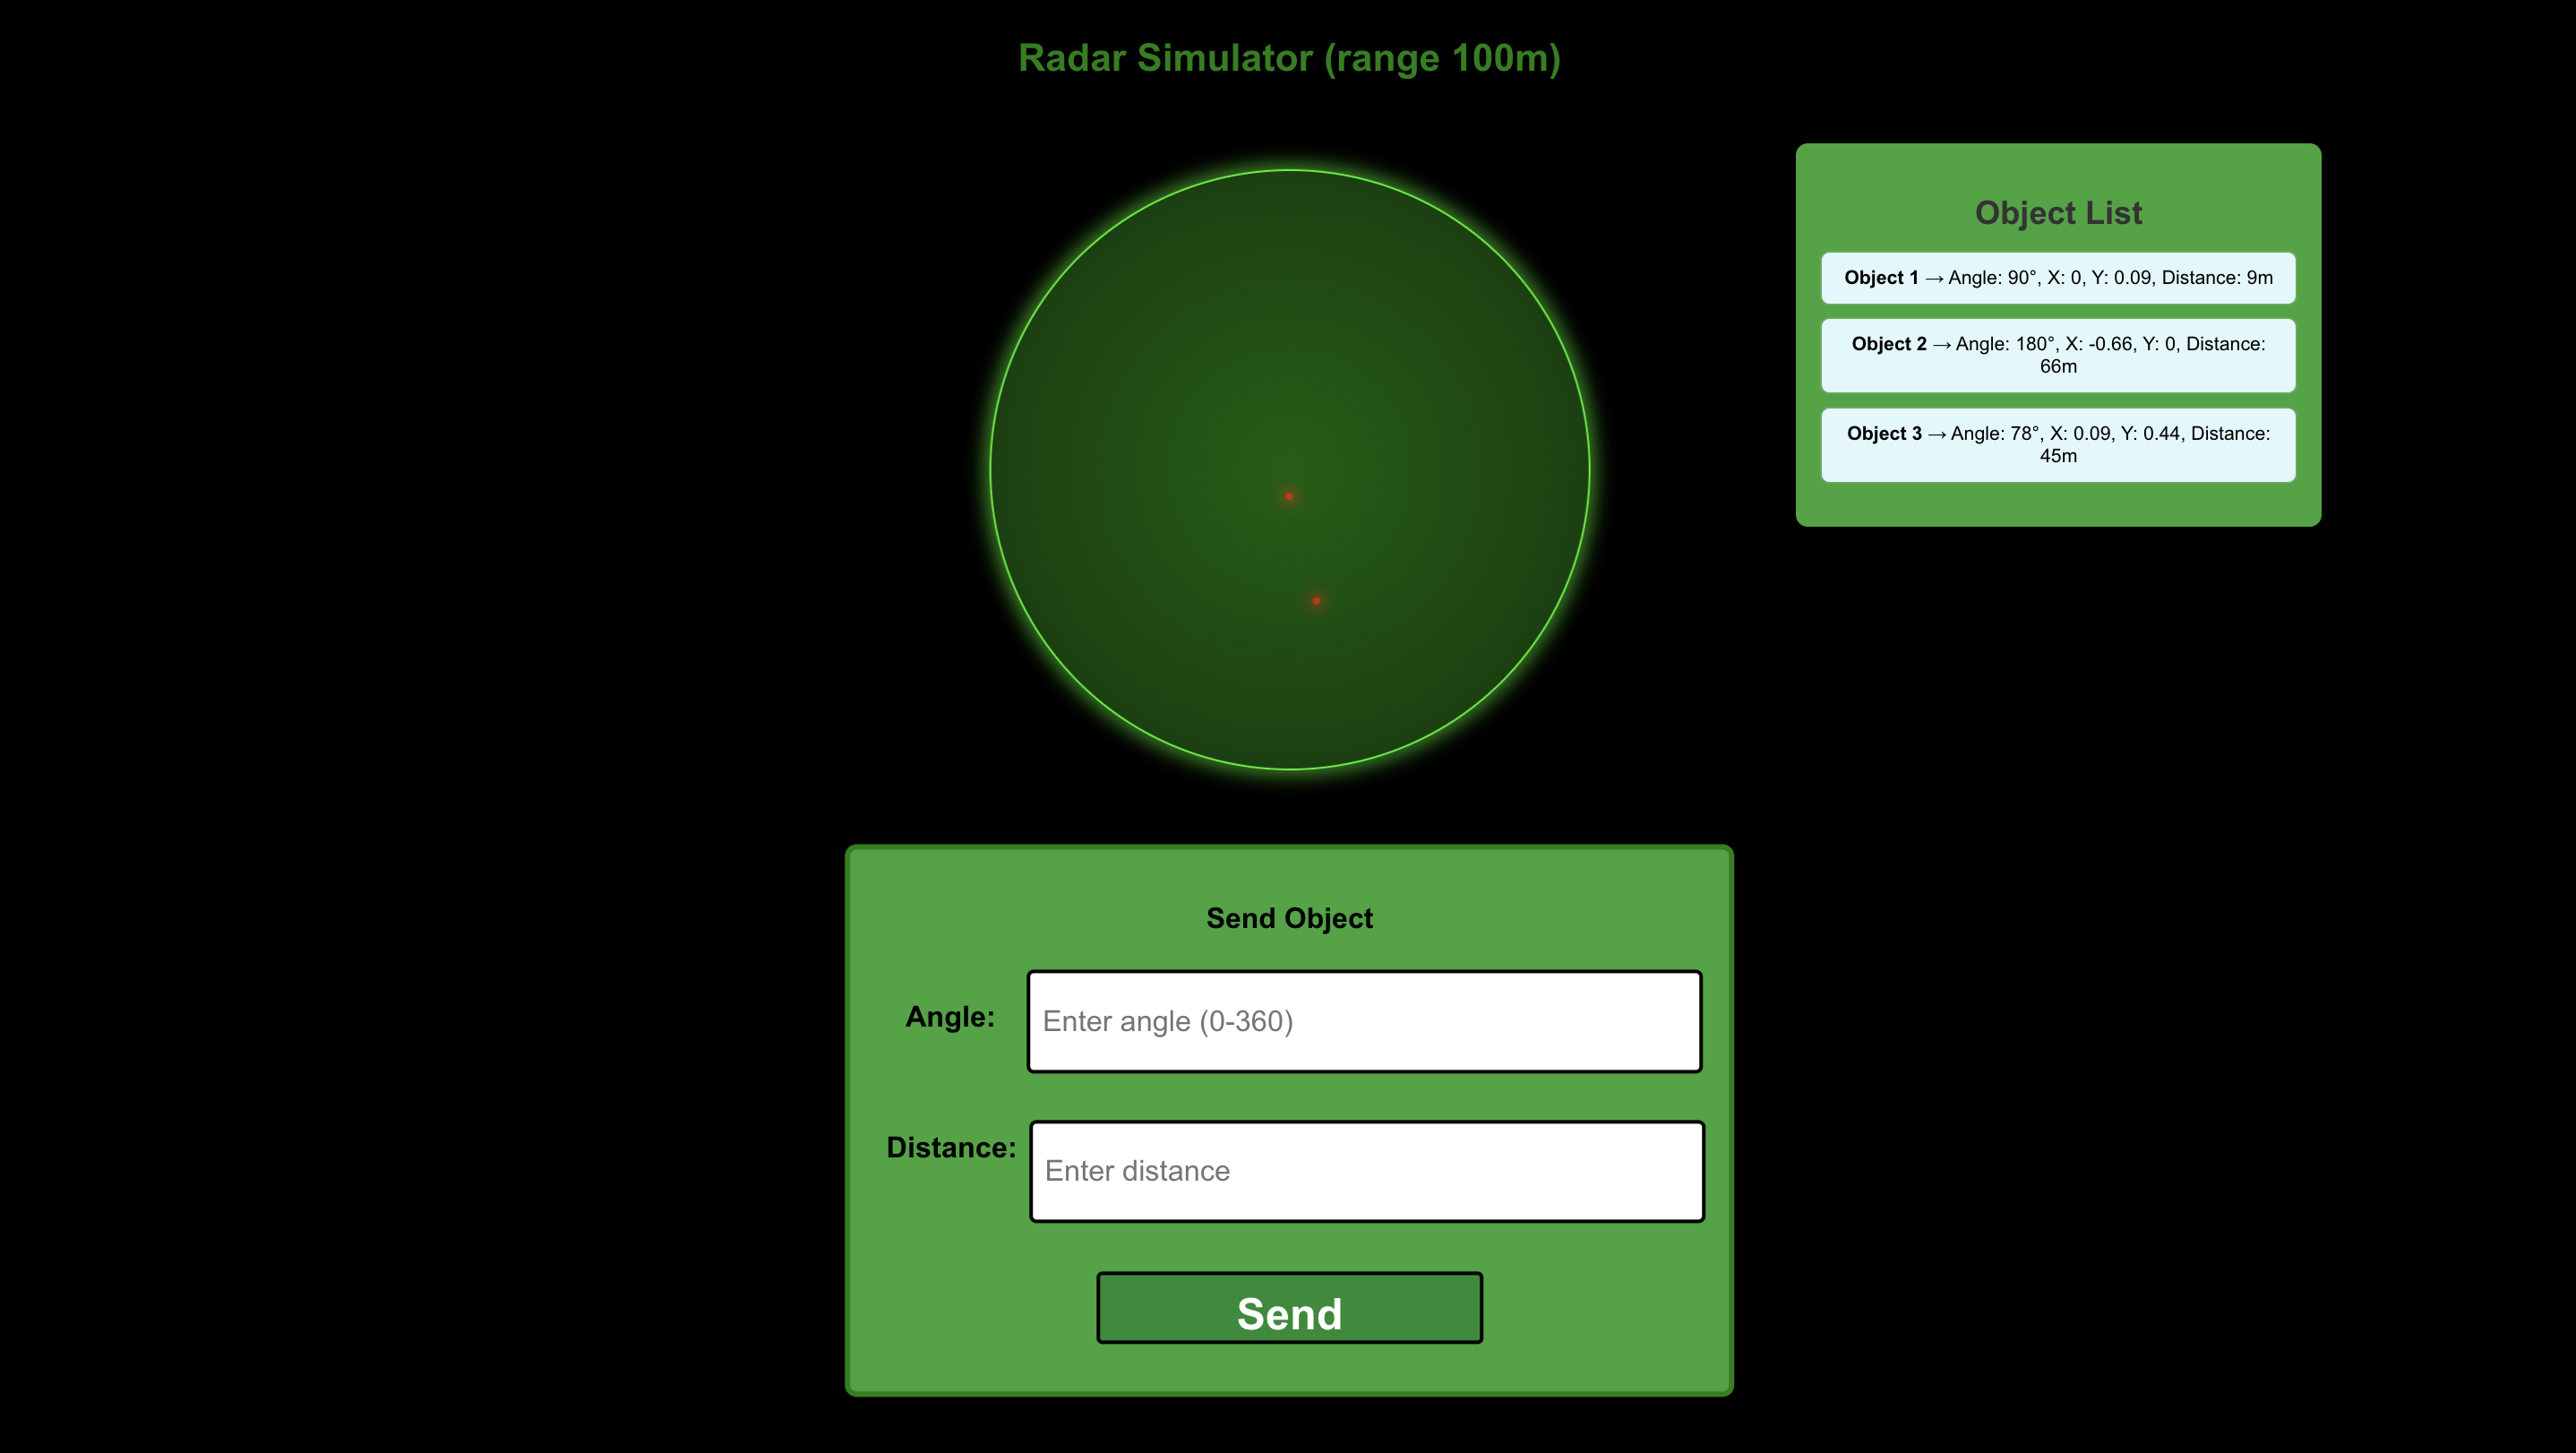 Radar Simulator (range 100m)
Object List
Object 1 → Angle: 90°, X: 0, Y: 0.09, Distance: 9m
Object 2 → Angle: 180°, X: -0.66, Y: 0, Distance:
66m
Object 3 → Angle: 78°, X: 0.09, Y: 0.44, Distance:
45m
Send Object
Angle:
Enter angle (0-360)
Distance:
Enter distance
Send